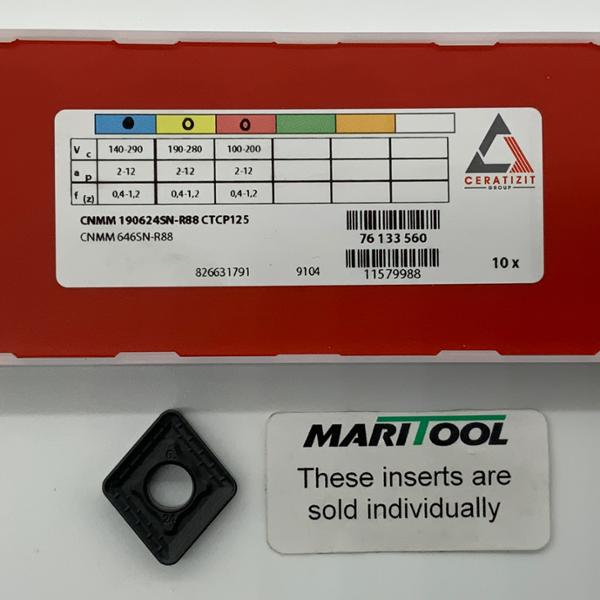 V c 140-290 190-280 100-200
a p 2-12 2-12 2-12
f (z) 0,4-1,2 0,4-1,2 0,4-1,2
CERATIZIT
GROUP
CNMM 190624SN-R88 CTCP125
CNMM 646SN-R88
76 133 560
826631791 9104 11579988 10 x
MARITOOL
These inserts are
sold individually